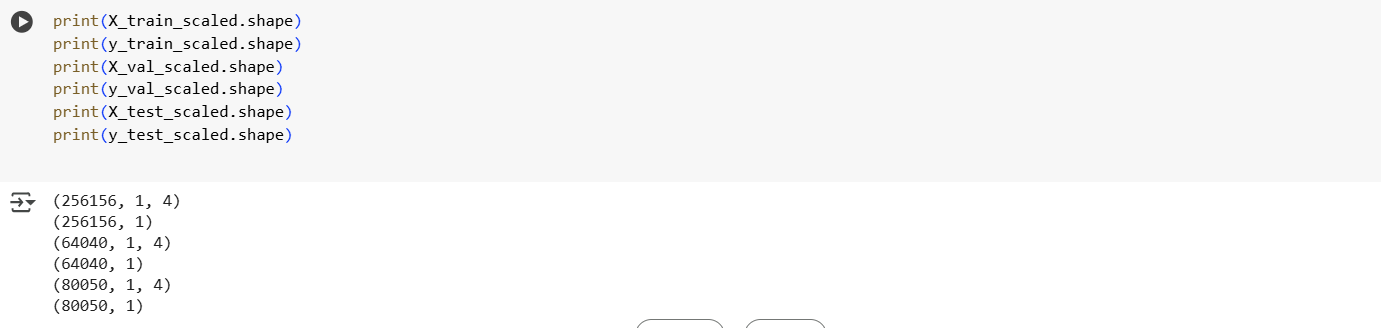 print(X_train_scaled.shape)
print(y_train_scaled.shape)
print(X_val_scaled.shape)
print(y_val_scaled.shape)
print(X_test_scaled.shape)
print(y_test_scaled.shape)
(256156, 1, 4)
(256156, 1)
(64040, 1, 4)
(64040, 1)
(80050, 1, 4)
(80050, 1)